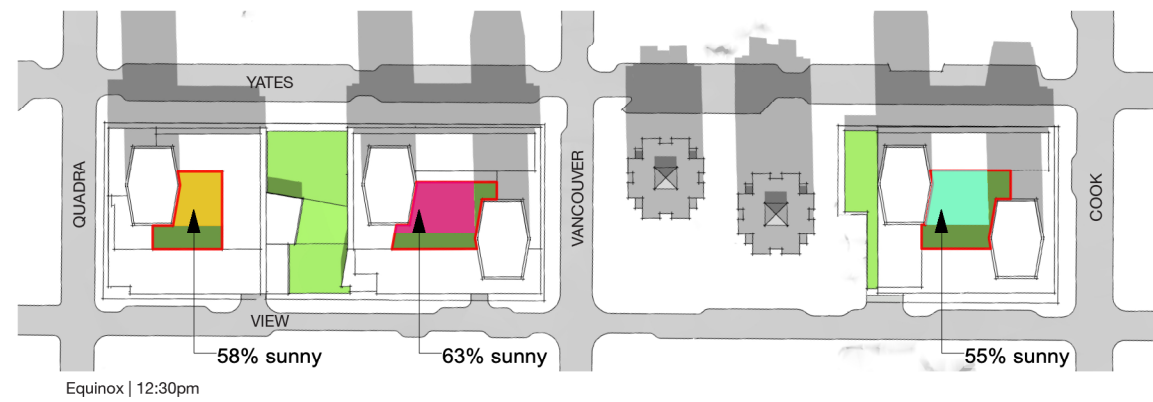 YATES
QUADRA
VANCOUVER
COOK
VIEW
58% sunny
63% sunny
55% sunny
Equinox | 12:30pm